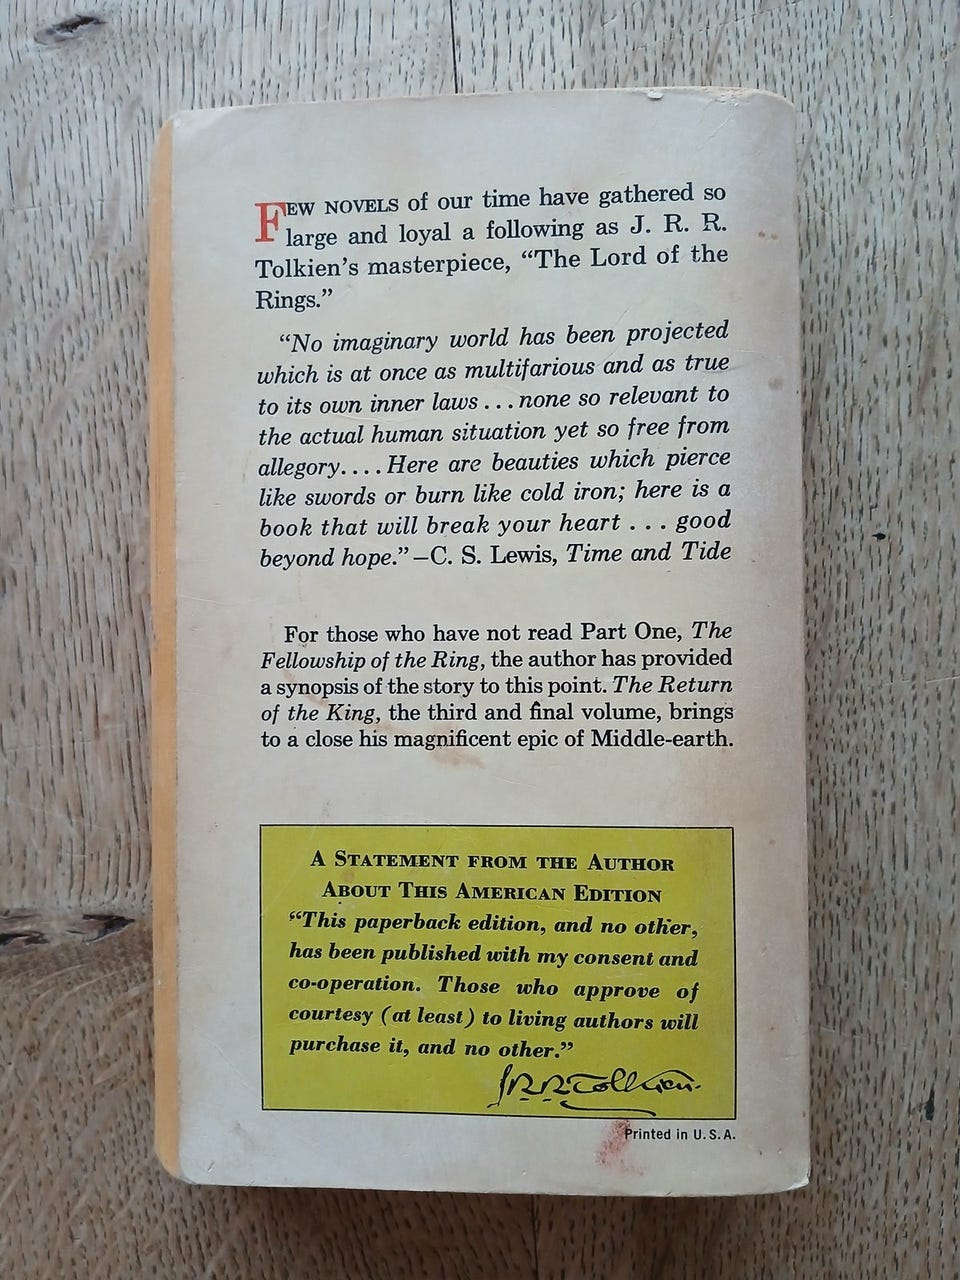 FEW NOVELS of our time have gathered so
large and loyal a following as J. R. R.
Tolkien's masterpiece, “The Lord of the
Rings.”
“No imaginary world has been projected
which is at once as multifarious and as true
to its own inner laws . . . none so relevant to
the actual human situation yet so free from
allegory. . . . Here are beauties which pierce
like swords or burn like cold iron; here is a
book that will break your heart . . . good
beyond hope.” –C. S. Lewis, Time and Tide
For those who have not read Part One, The
Fellowship of the Ring, the author has provided
a synopsis of the story to this point. The Return
of the King, the third and final volume, brings
to a close his magnificent epic of Middle-earth.
A STATEMENT FROM THE AUTHOR
ABOUT THIS AMERICAN EDITION
“This paperback edition, and no other,
has been published with my consent and
co-operation. Those who approve of
courtesy (at least) to living authors will
purchase it, and no other.”
J.R.R. Tolkien.
Printed in U. S. A.